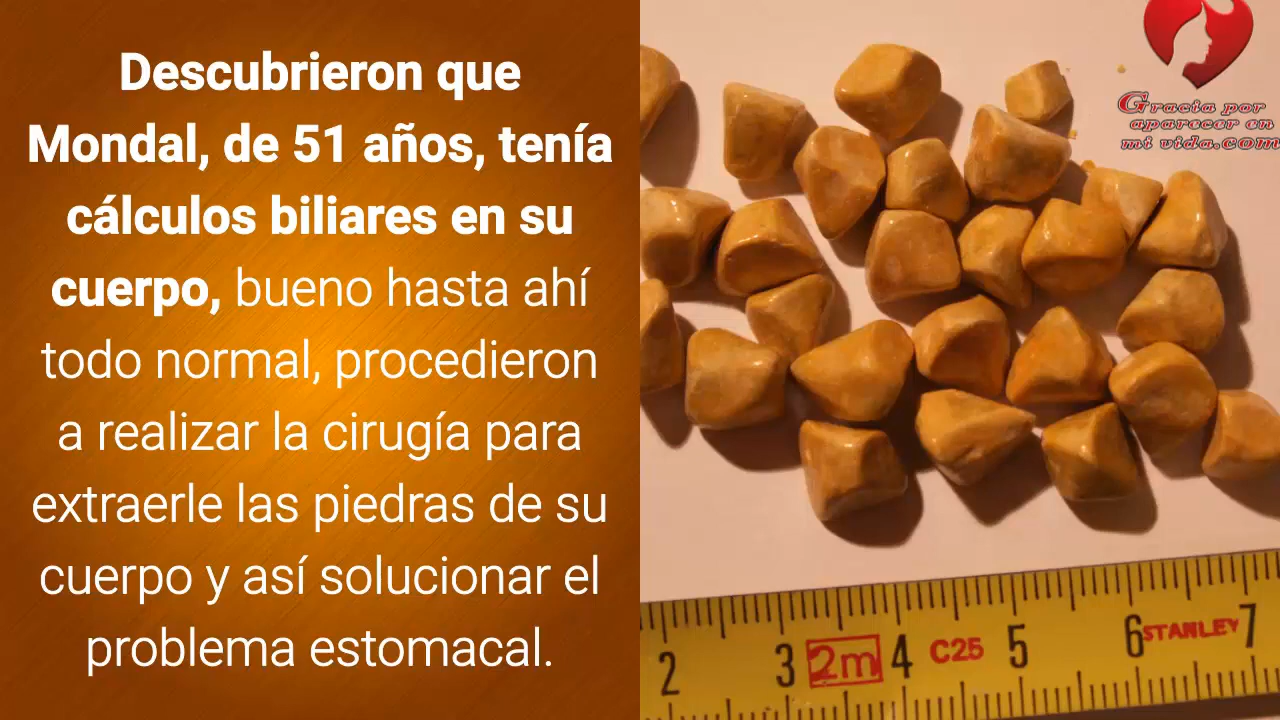 Descubrieron que
Mondal, de 51 años, tenía
cálculos biliares en su
cuerpo, bueno hasta ahí
todo normal, procedieron
a realizar la cirugía para
extraerle las piedras de su
cuerpo y así solucionar el
problema estomacal.
Gracia por
aparecer en
mi vida.com
2 3 2m 4 C25 5 6 STANLEY 7